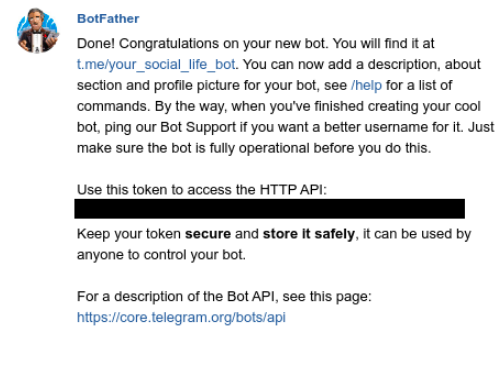 BotFather
Done! Congratulations on your new bot. You will find it at
t.me/your_social_life_bot. You can now add a description, about
section and profile picture for your bot, see /help for a list of
commands. By the way, when you've finished creating your cool
bot, ping our Bot Support if you want a better username for it. Just
make sure the bot is fully operational before you do this.
Use this token to access the HTTP API:
Keep your token secure and store it safely, it can be used by
anyone to control your bot.
For a description of the Bot API, see this page:
https://core.telegram.org/bots/api